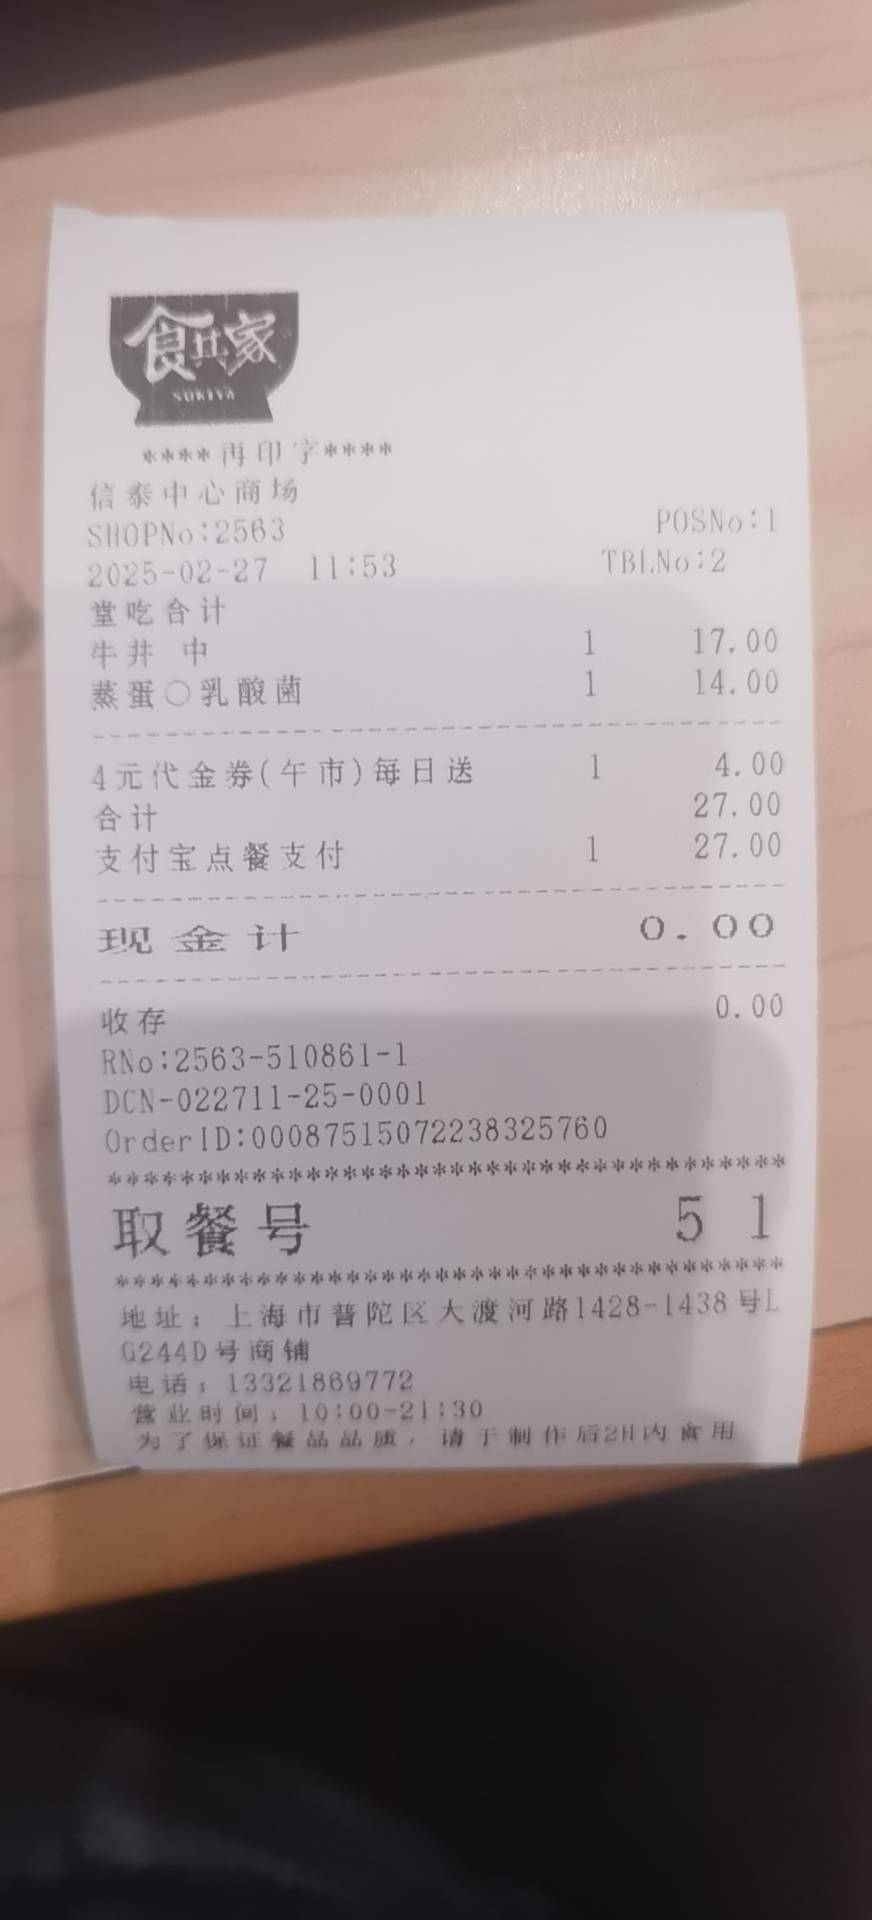 食其家
SUKIYA
****再印字****
信泰中心商场
SHOPNo:2563 POSNo:1
2025-02-27 11:53 TBLNo:2
堂吃合计
牛丼 中 1 17.00
蒸蛋○乳酸菌 1 14.00
4元代金券(午市)每日送 1 4.00
合计 27.00
支付宝点餐支付 1 27.00
现金计 0.00
收存 0.00
RNo:2563-510861-1
DCN-022711-25-0001
OrderID:00087515072238325760
**************************************
取餐号 51
**************************************
地址：上海市普陀区大渡河路1428-1438号L
G244D号商铺
电话：13321869772
营业时间：10:00-21:30
为了保证餐品品质，请于制作后2H内食用